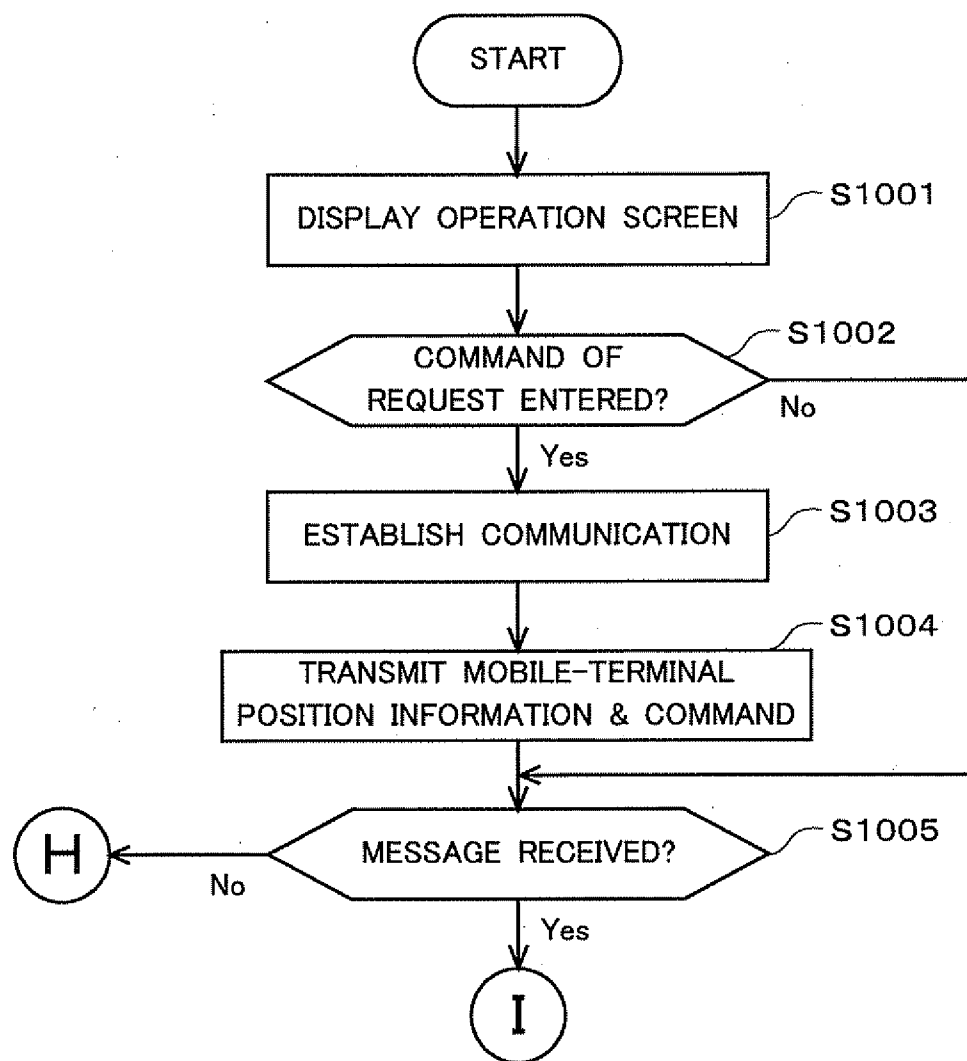 START
DISPLAY OPERATION SCREEN
S1001
COMMAND OF
REQUEST ENTERED?
S1002
No
Yes
ESTABLISH COMMUNICATION
S1003
S1004
TRANSMIT MOBILE-TERMINAL
POSITION INFORMATION & COMMAND
MESSAGE RECEIVED?
S1005
H
No
Yes
I